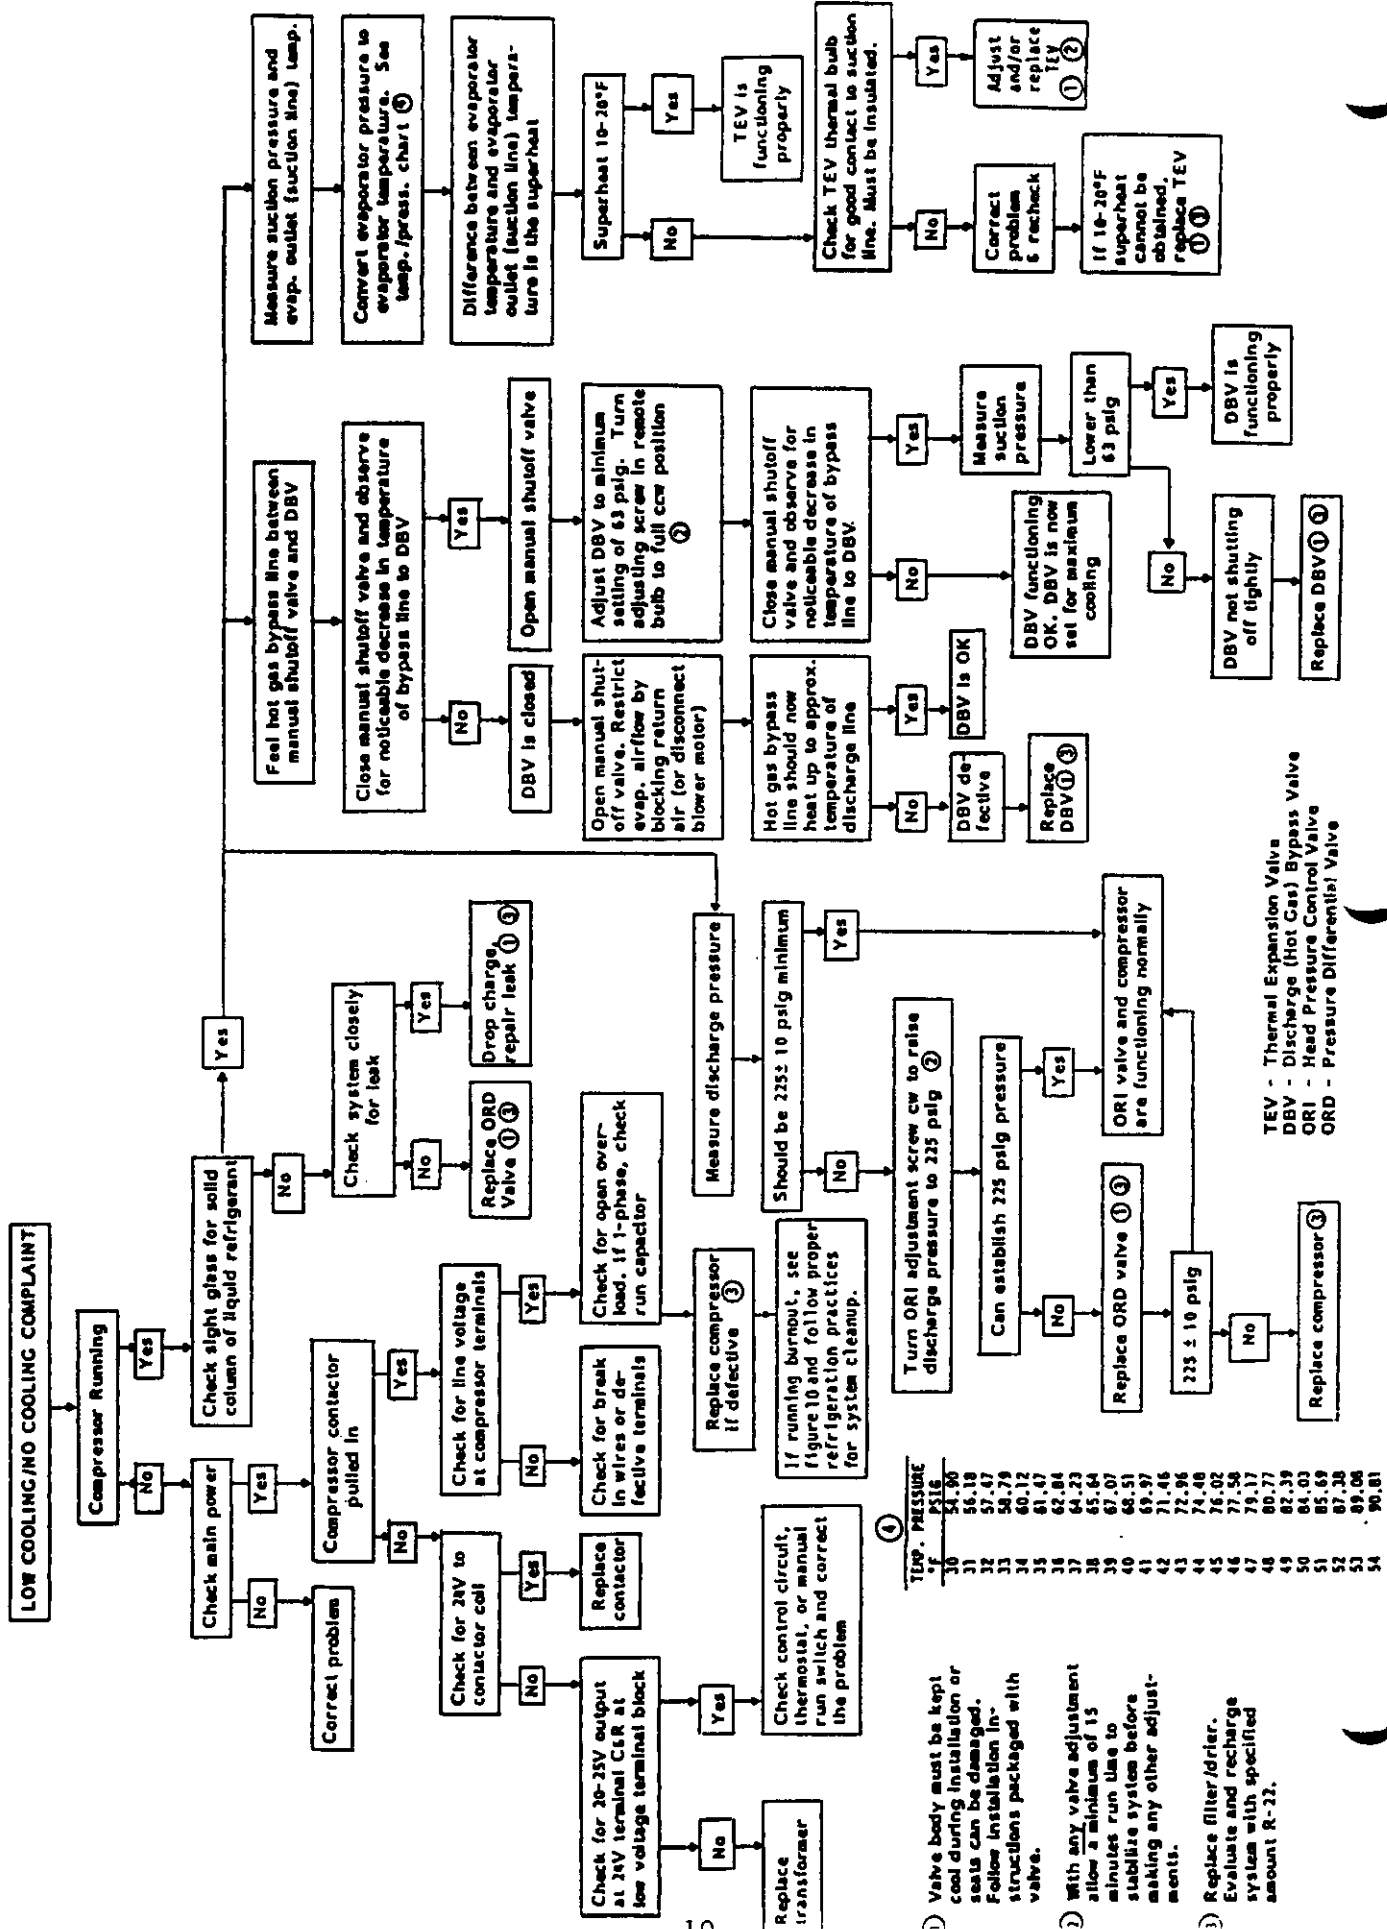 LOW COOLING/NO COOLING COMPLAINT
Compressor Running
No
Yes
Check main power
No
Yes
Correct problem
Compressor contactor
pulled in
No
Yes
Check for 24V to
contactor coil
No
Yes
Replace
contactor
Check for 20-25V output
at 24V terminal C&R at
low voltage terminal block
No
Yes
Replace
transformer
Check control circuit,
thermostat, or manual
run switch and correct
the problem
Check for line voltage
at compressor terminals
No
Yes
Check for break
in wires or de-
fective terminals
Check for open over-
load. If 1-phase, check
run capacitor
Replace compressor
if defective ③
If running burnout, see
figure 10 and follow proper
refrigeration practices
for system cleanup.
Check sight glass for solid
column of liquid refrigerant
No
Yes
Check system closely
for leak
No
Yes
Replace ORD
Valve ① ③
Drop charge,
repair leak ① ③
Measure discharge pressure
Should be 225± 10 psig minimum
No
Yes
Turn ORI adjustment screw cw to raise
discharge pressure to 225 psig ②
Can establish 225 psig pressure
No
Yes
Replace ORD valve ① ③
225 ± 10 psig
No
Replace compressor ③
ORI valve and compressor
are functioning normally
Feel hot gas bypass line between
manual shutoff valve and DBV
Close manual shutoff valve and observe
for noticeable decrease in temperature
of bypass line to DBV
No
Yes
DBV is closed
Open manual shut-
off valve. Restrict
evap. airflow by
blocking return
air (or disconnect
blower motor)
Hot gas bypass
line should now
heat up to approx.
temperature of
discharge line
No
Yes
DBV de-
fective
Replace
DBV ① ③
DBV is OK
Open manual shutoff valve
Adjust DBV to minimum
setting of 63 psig. Turn
adjusting screw in remote
bulb to full ccw position
②
Close manual shutoff
valve and observe for
noticeable decrease in
temperature of bypass
line to DBV.
No
Yes
DBV functioning
OK. DBV is now
set for maximum
cooling
Measure
suction
pressure
Lower than
63 psig
No
Yes
DBV not shutting
off tightly
Replace DBV ① ③
DBV is
functioning
properly
Measure suction pressure and
evap. outlet (suction line) temp.
Convert evaporator pressure to
evaporator temperature. See
temp./press. chart ④
Difference between evaporator
temperature and evaporator
outlet (suction line) tempera-
ture is the superheat
Superheat 10-20°F
No
Yes
TEV is
functioning
properly
Check TEV thermal bulb
for good contact to suction
line. Must be insulated.
No
Yes
Correct
problem
& recheck
If 10-20°F
superheat
cannot be
obtained,
replace TEV
① ③
Adjust
and/or
replace
TEV
① ②
① Valve body must be kept
cool during installation or
seats can be damaged.
Follow installation in-
structions packaged with
valve.
② With any valve adjustment
allow a minimum of 15
minutes run time to
stabilize system before
making any other adjust-
ments.
③ Replace filter/drier.
Evaluate and recharge
system with specified
amount R-22.
④
TEMP. PRESSURE
°F PSIG
30 54.90
31 56.18
32 57.47
33 58.79
34 60.12
35 61.47
36 62.84
37 64.23
38 65.64
39 67.07
40 68.51
41 69.97
42 71.46
43 72.96
44 74.48
45 76.02
46 77.58
47 79.17
48 80.77
49 82.39
50 84.03
51 85.69
52 87.38
53 89.08
54 90.81
TEV - Thermal Expansion Valve
DBV - Discharge (Hot Gas) Bypass Valve
ORI - Head Pressure Control Valve
ORD - Pressure Differential Valve